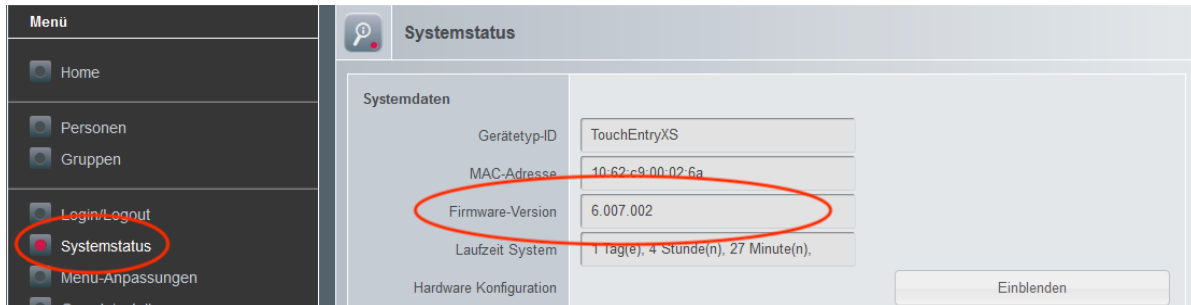 Menü
Home
Personen
Gruppen
Login/Logout
Systemstatus
Menü-Anpassungen
Systemstatus
Systemdaten
Gerätetyp-ID TouchEntryXS
MAC-Adresse 10:62:c9:00:02:6a
Firmware-Version 6.007.002
Laufzeit System 1 Tag(e), 4 Stunde(n), 27 Minute(n),
Hardware Konfiguration Einblenden